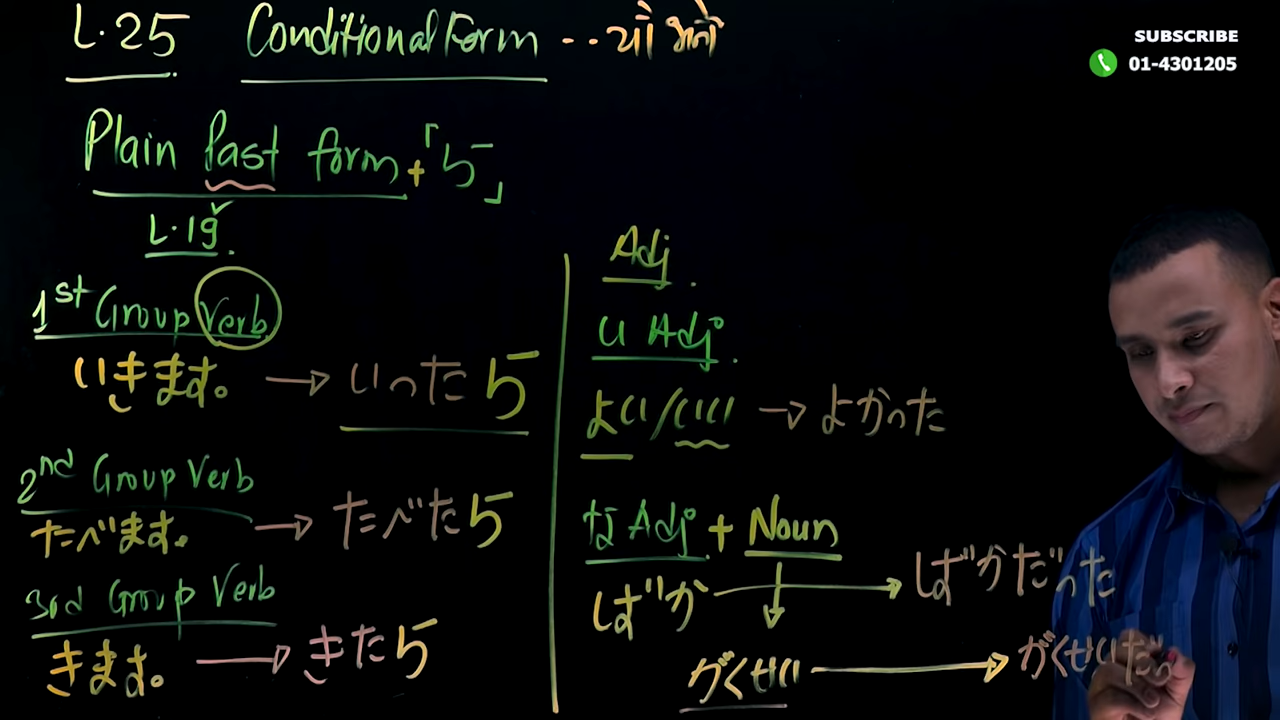 L.25 Conditional Form ...यो भने
SUBSCRIBE
01-4301205
Plain Past form + 「ら」
L.19
1st Group Verb
いきます。 → いったら
2nd Group Verb
たべます。 → たべたら
3rd Group Verb
きます。 → きたら
Adj.
い Adj.
よい/いい → よかった
な Adj + Noun
しずか → しずかだった
がくせい → がくせいだっ